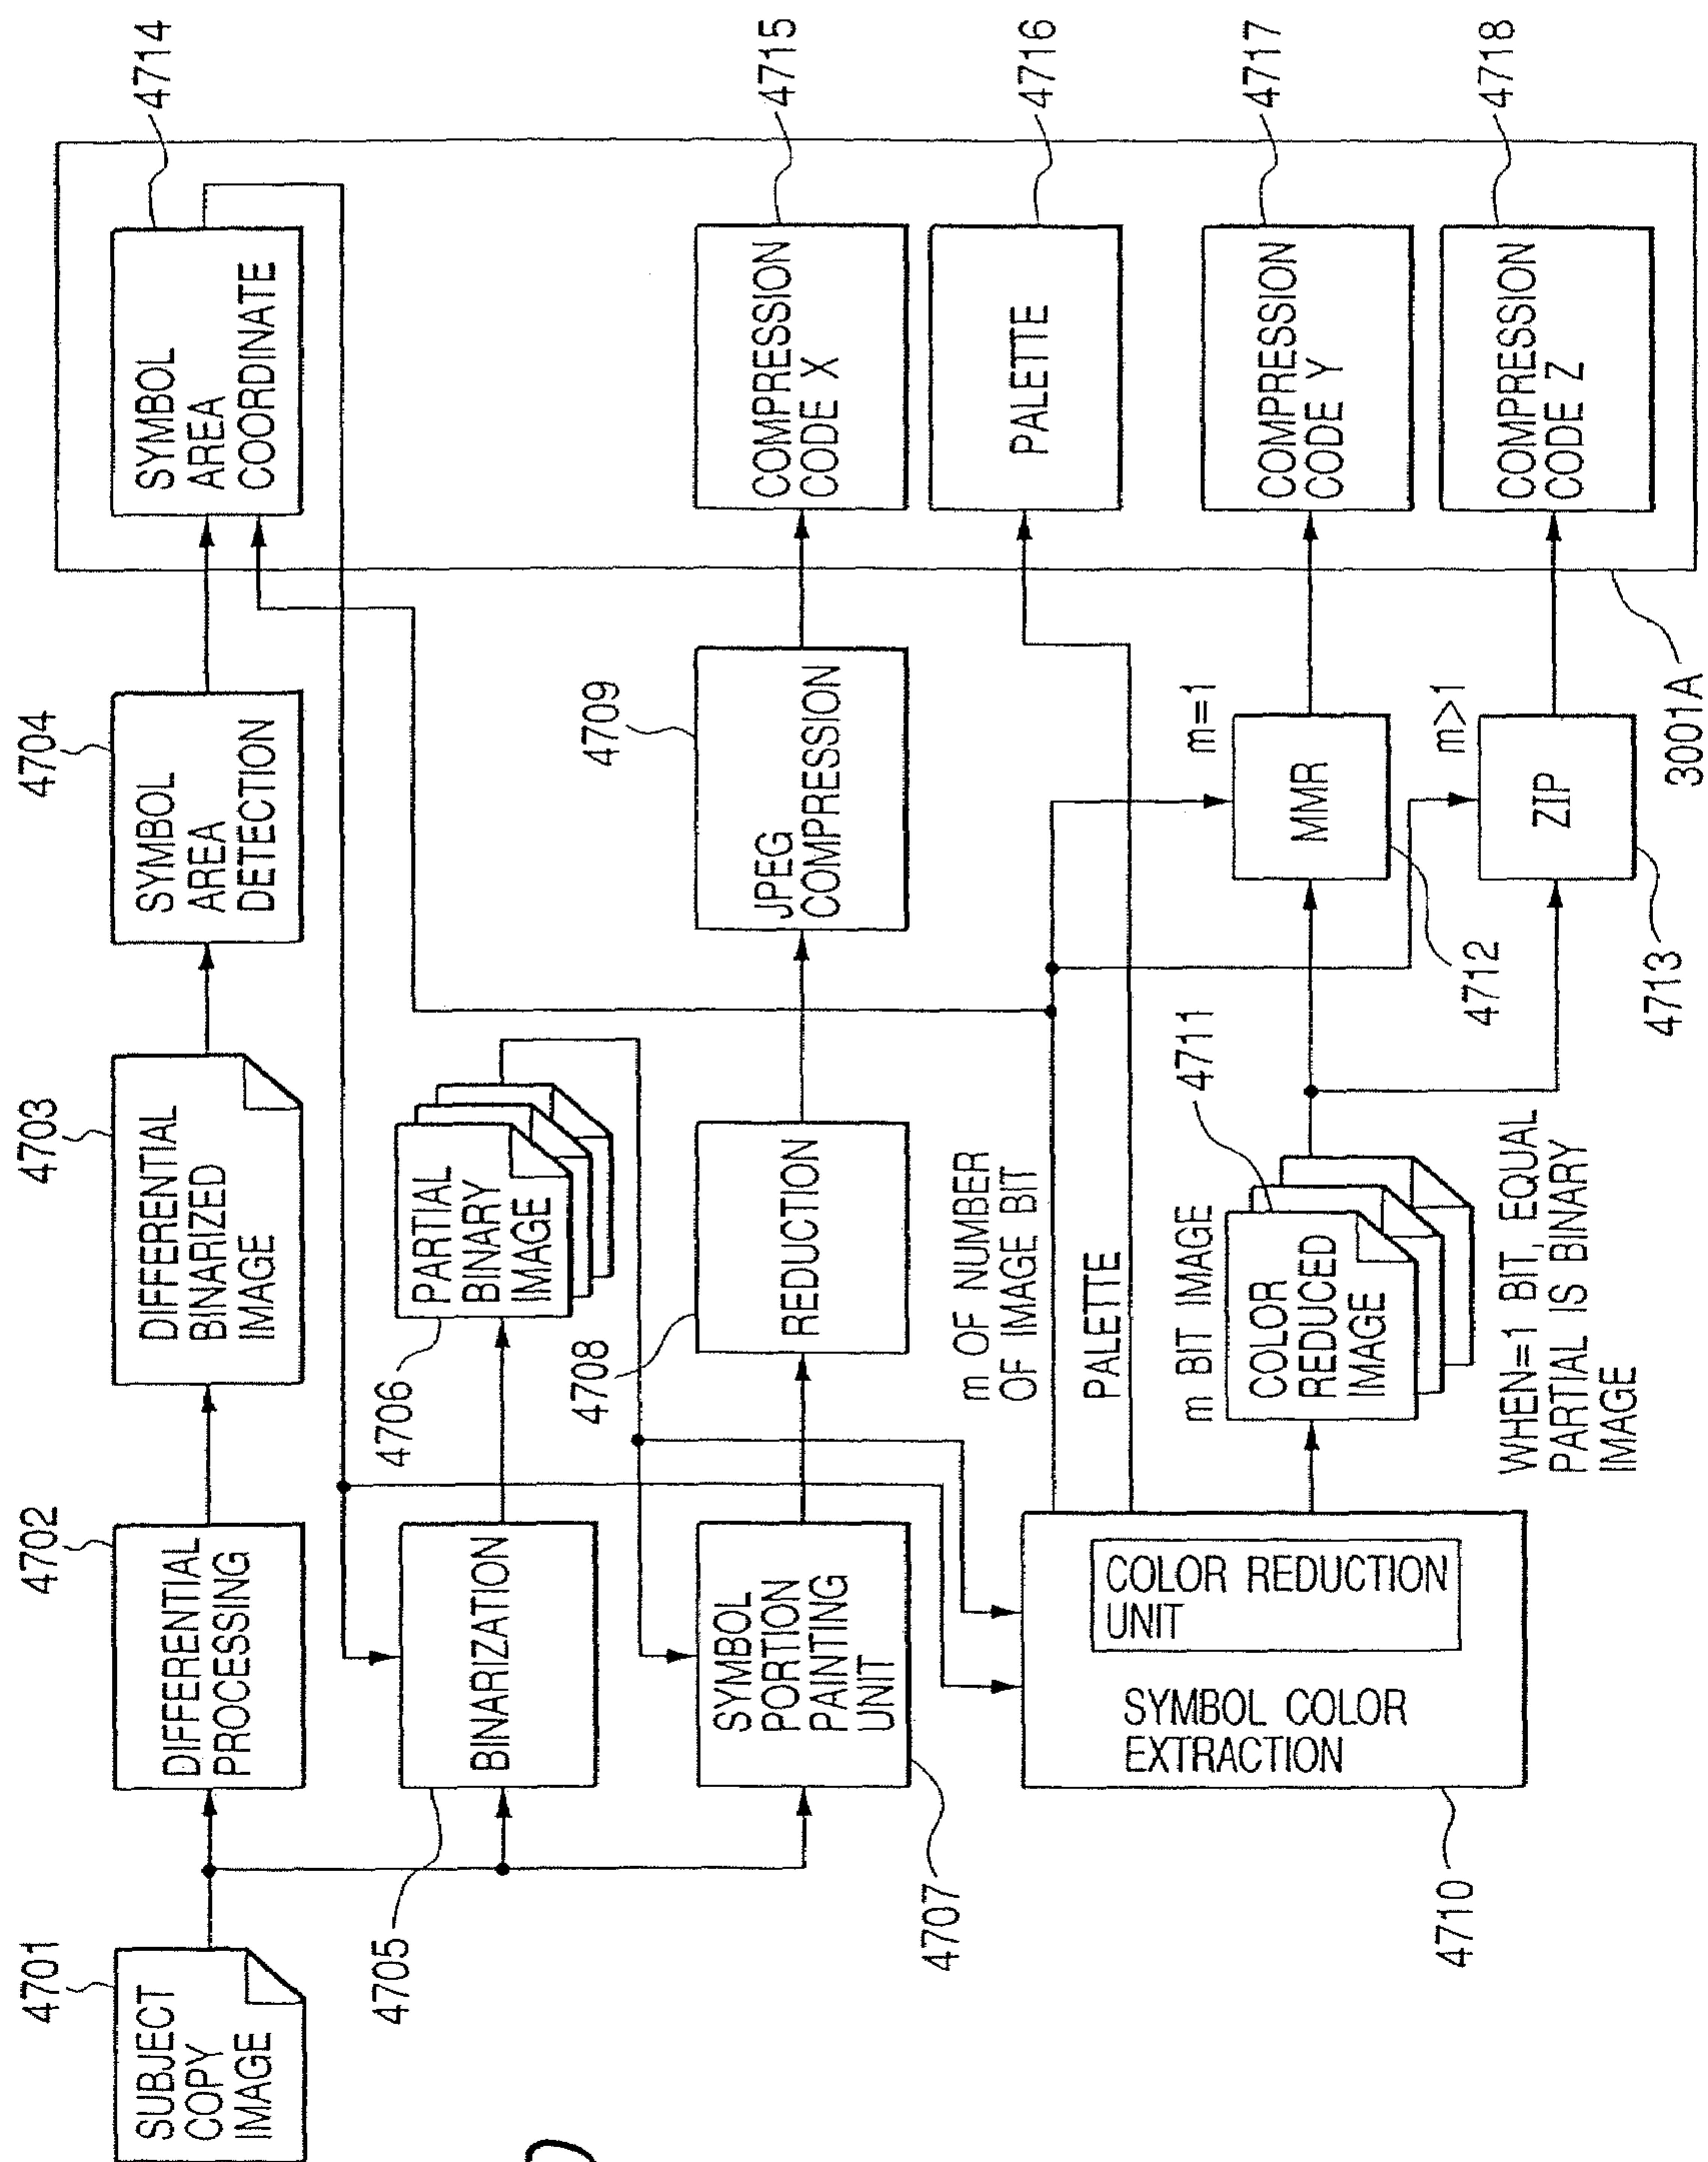 4701
SUBJECT
COPY
IMAGE
4702
DIFFERENTIAL
PROCESSING
4703
DIFFERENTIAL
BINARIZED
IMAGE
4704
SYMBOL
AREA
DETECTION
4714
SYMBOL
AREA
COORDINATE
4705
BINARIZATION
4706
PARTIAL
BINARY
IMAGE
4707
SYMBOL
PORTION
PAINTING
UNIT
4708
REDUCTION
4709
JPEG
COMPRESSION
4715
COMPRESSION
CODE X
m OF NUMBER
OF IMAGE BIT
PALETTE
4716
PALETTE
4710
COLOR REDUCTION
UNIT
SYMBOL COLOR
EXTRACTION
m BIT IMAGE
4711
COLOR
REDUCED
IMAGE
WHEN=1 BIT, EQUAL
PARTIAL IS BINARY
IMAGE
m=1
MMR
4712
4717
COMPRESSION
CODE Y
m>1
ZIP
4713
4718
COMPRESSION
CODE Z
3001A